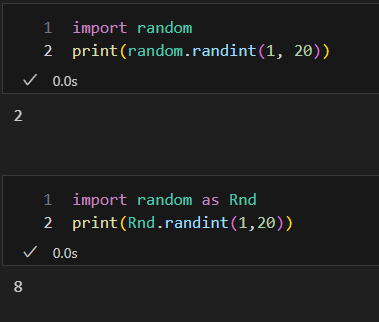 1 import random
2 print(random.randint(1, 20))
0.0s
2
1 import random as Rnd
2 print(Rnd.randint(1,20))
0.0s
8